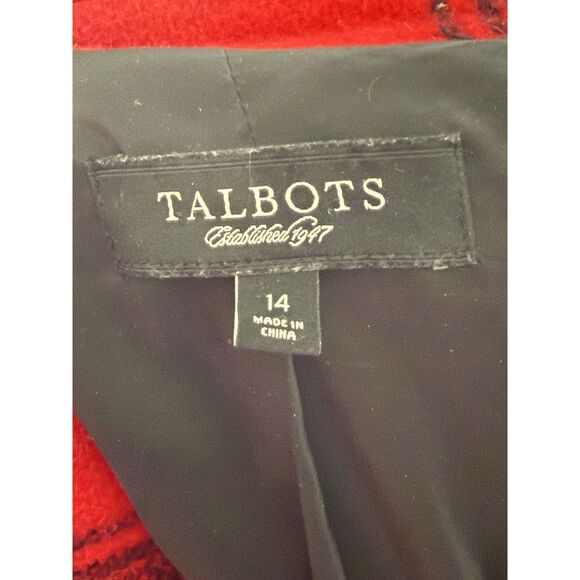 TALBOTS
Established 1947
14
MADE IN
CHINA